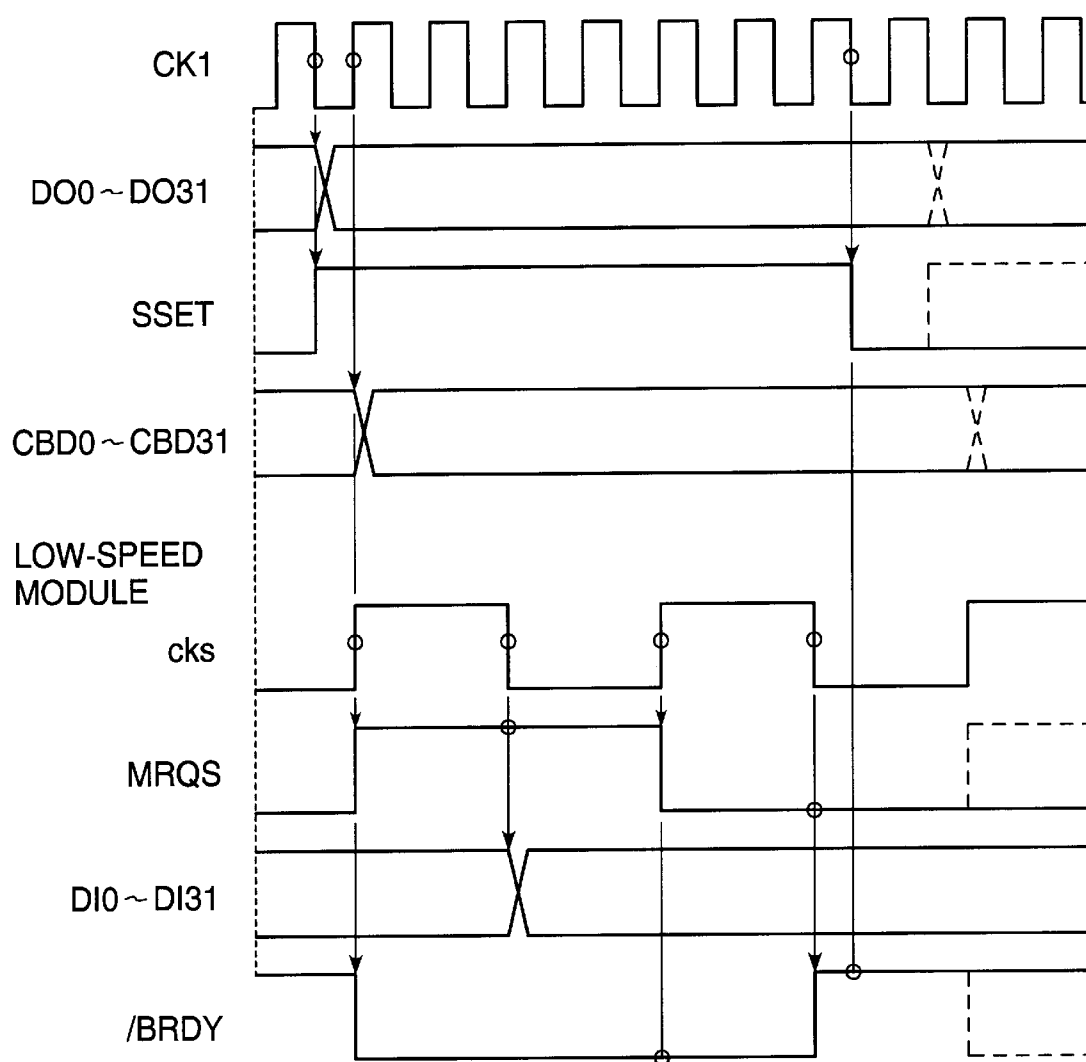 CK1
DO0~DO31
SSET
CBD0~CBD31
LOW-SPEED
MODULE
cks
MRQS
DI0~DI31
/BRDY